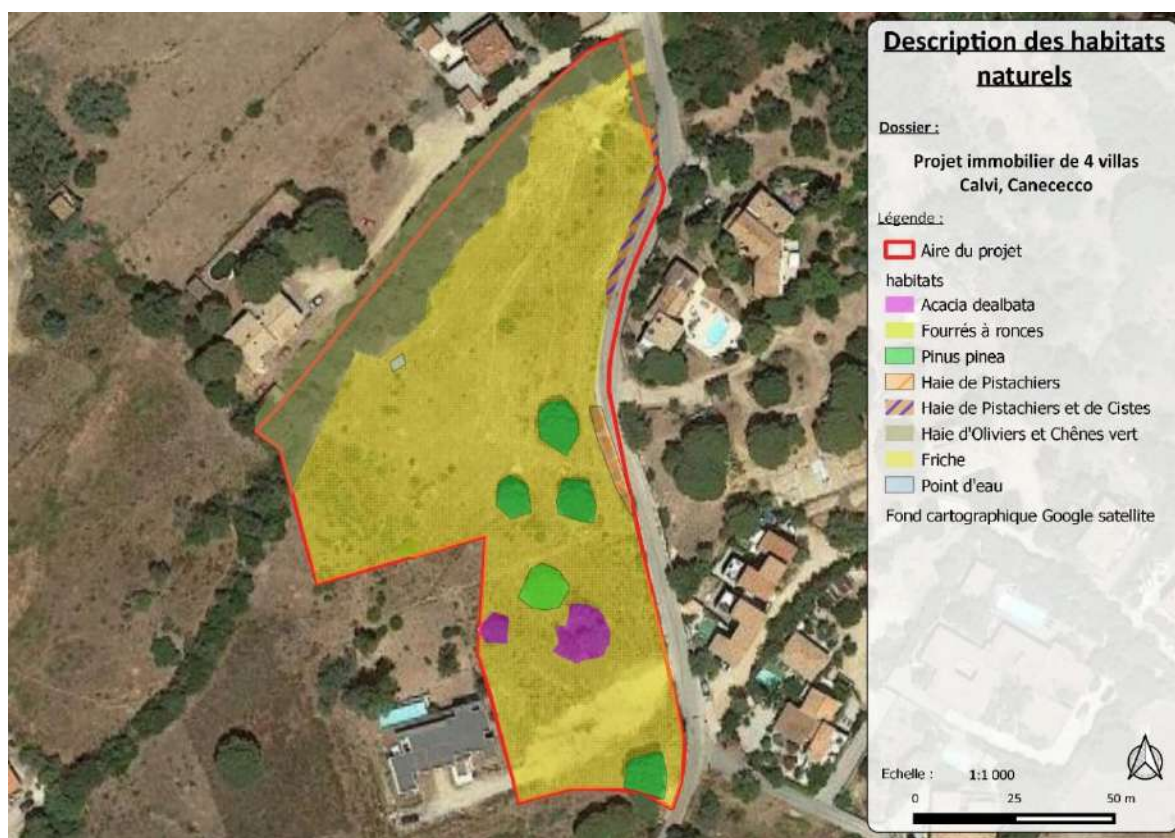 Description des habitats
naturels
Dossier :
Projet immobilier de 4 villas
Calvi, Canececco
Légende :
Aire du projet
habitats
Acacia dealbata
Fourrés à ronces
Pinus pinea
Haie de Pistachiers
Haie de Pistachiers et de Cistes
Haie d'Oliviers et Chênes vert
Friche
Point d'eau
Fond cartographique Google satellite
Echelle : 1:1 000
0 25 50 m